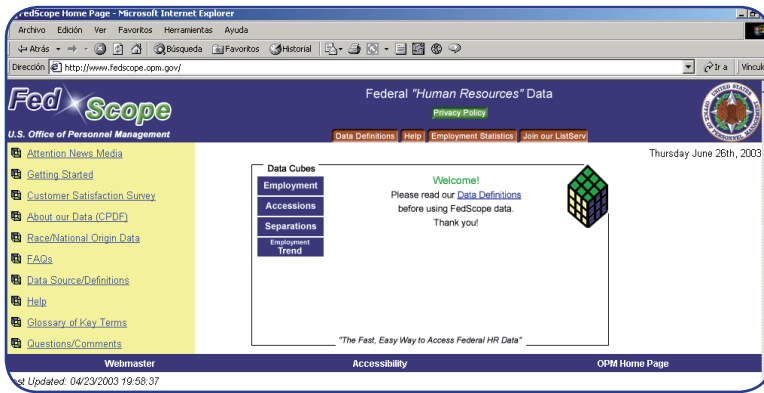 FedScope Home Page - Microsoft Internet Explorer
Archivo Edición Ver Favoritos Herramientas Ayuda
Atrás Búsqueda Favoritos Historial
Dirección http://www.fedscope.opm.gov/ Ir a
FedScope
U.S. Office of Personnel Management
Federal "Human Resources" Data
Privacy Policy
Data Definitions Help Employment Statistics Join our ListServ
UNITED STATES
Thursday June 26th, 2003
Attention News Media
Getting Started
Customer Satisfaction Survey
About our Data (CPDF)
Race/National Origin Data
FAQs
Data Source/Definitions
Help
Glossary of Key Terms
Questions/Comments
Data Cubes
Employment
Accessions
Separations
Employment
Trend
Welcome!
Please read our Data Definitions
before using FedScope data.
Thank you!
"The Fast, Easy Way to Access Federal HR Data"
Webmaster Accessibility OPM Home Page
Updated: 04/23/2003 19:58:37